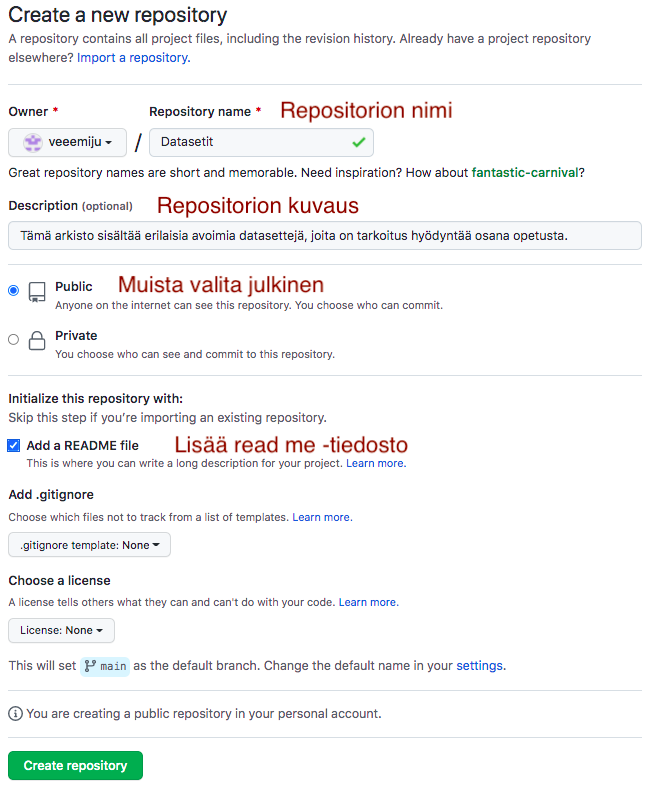 Create a new repository
A repository contains all project files, including the revision history. Already have a project repository
elsewhere? Import a repository.
Owner * Repository name * Repositorion nimi
veeemiju / Datasetit
Great repository names are short and memorable. Need inspiration? How about fantastic-carnival?
Description (optional) Repositorion kuvaus
Tämä arkisto sisältää erilaisia avoimia datasettejä, joita on tarkoitus hyödyntää osana opetusta.
Public Muista valita julkinen
Anyone on the internet can see this repository. You choose who can commit.
Private
You choose who can see and commit to this repository.
Initialize this repository with:
Skip this step if you're importing an existing repository.
Add a README file Lisää read me -tiedosto
This is where you can write a long description for your project. Learn more.
Add .gitignore
Choose which files not to track from a list of templates. Learn more.
.gitignore template: None
Choose a license
A license tells others what they can and can't do with your code. Learn more.
License: None
This will set main as the default branch. Change the default name in your settings.
You are creating a public repository in your personal account.
Create repository